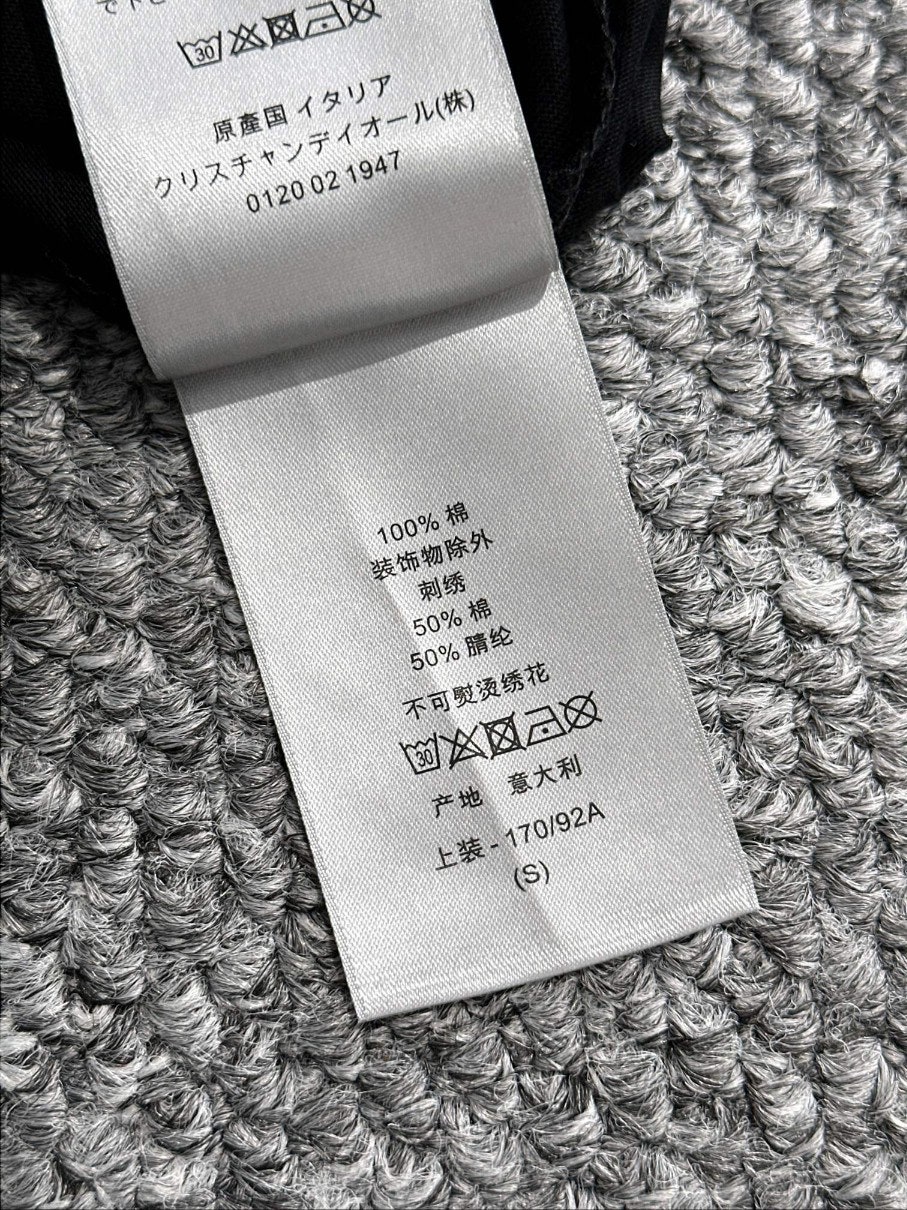 原産国 イタリア
クリスチャンデイオール(株)
0120 02 1947
100% 棉
装饰物除外
刺绣
50% 棉
50% 腈纶
不可熨烫绣花
30
产地 意大利
上装 - 170/92A
(S)